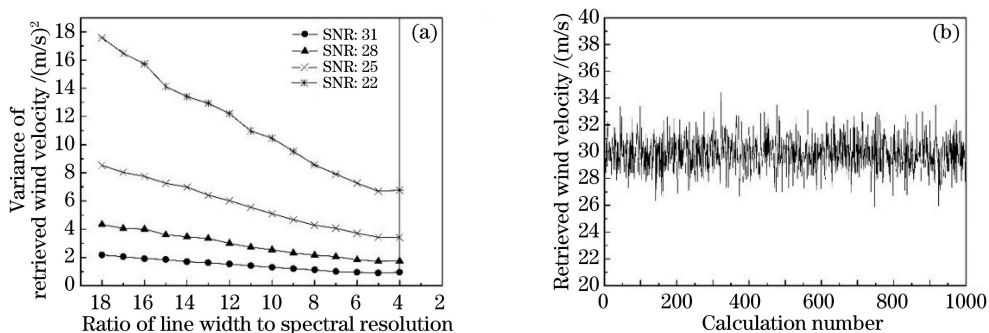 (a)
SNR: 31
SNR: 28
SNR: 25
SNR: 22
18
16
14
12
10
8
6
4
2
0
Variance of
retrieved wind velocity /(m/s)²
18 16 14 12 10 8 6 4 2
Ratio of line width to spectral resolution
(b)
40
38
36
34
32
30
28
26
24
22
20
Retrieved wind velocity /(m/s)
0 200 400 600 800 1000
Calculation number